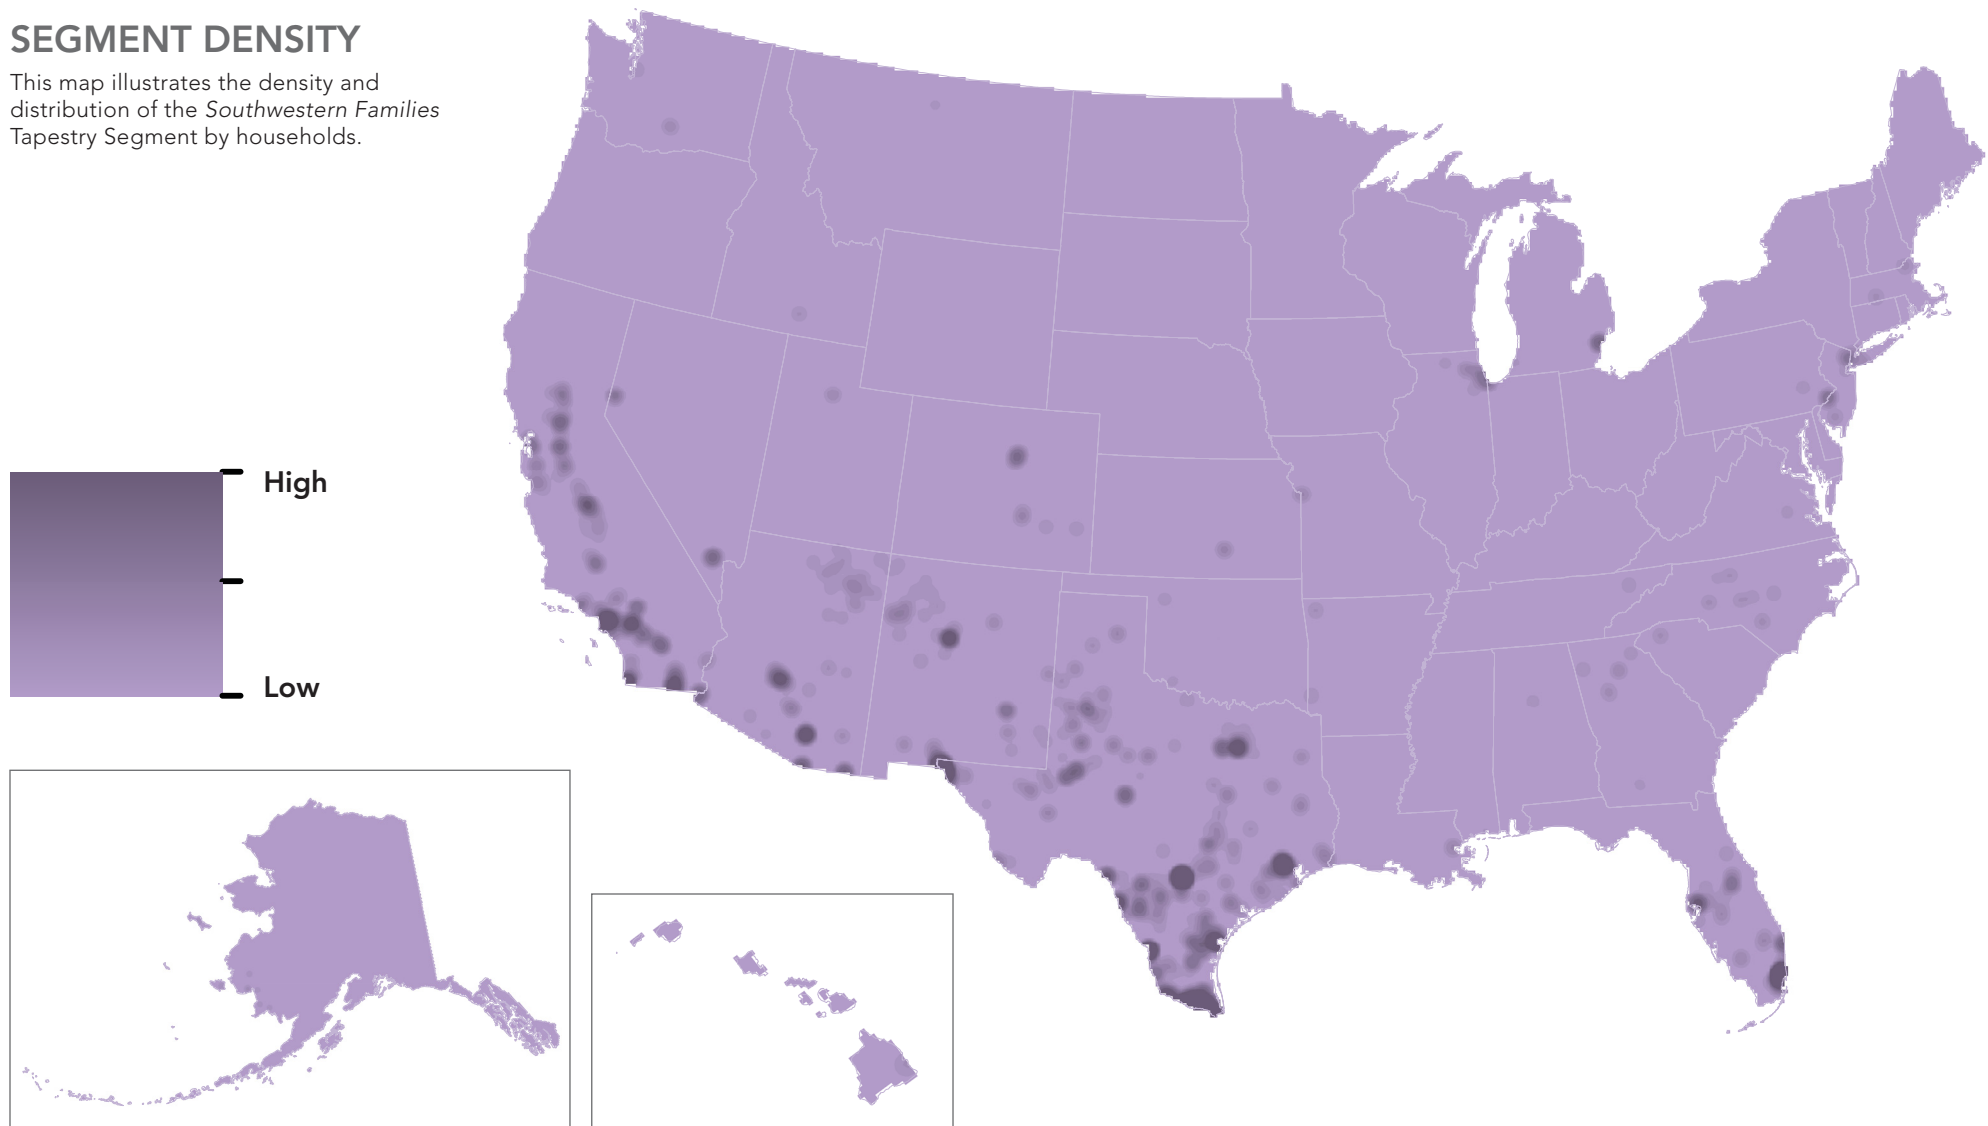 SEGMENT DENSITY
This map illustrates the density and
distribution of the Southwestern Families
Tapestry Segment by households.
High
Low